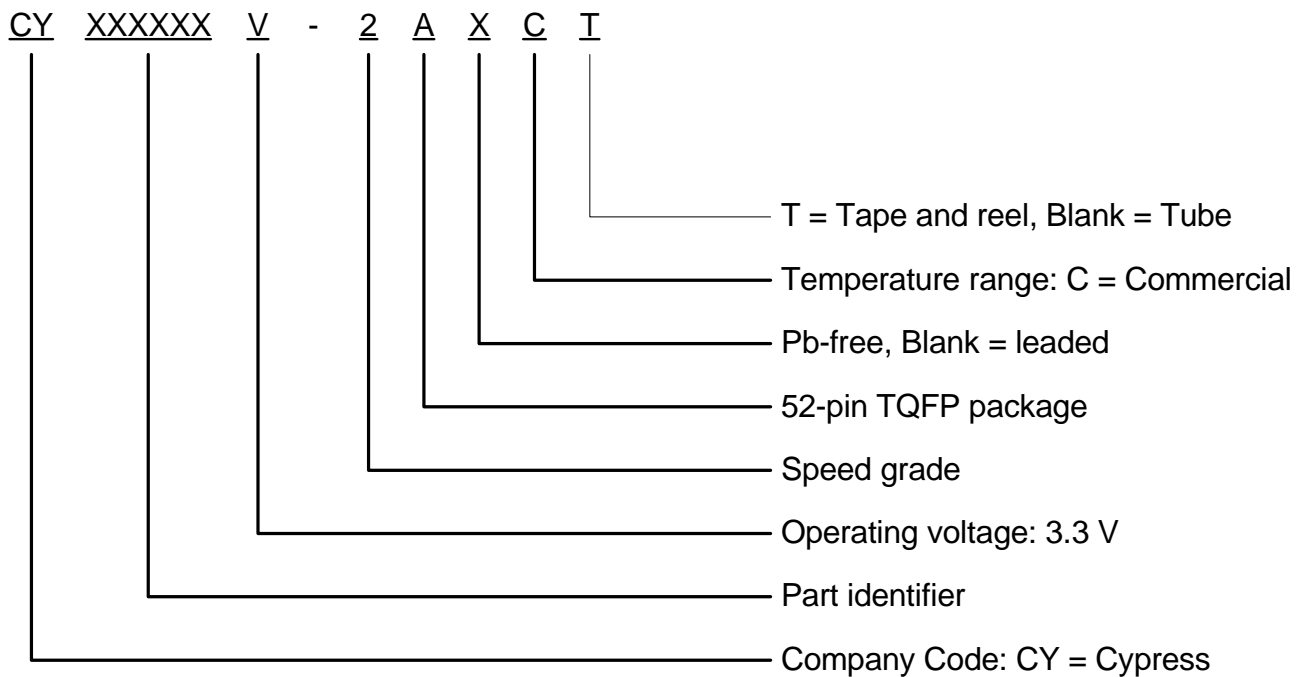 CY XXXXXX V - 2 A X C T
T = Tape and reel, Blank = Tube
Temperature range: C = Commercial
Pb-free, Blank = leaded
52-pin TQFP package
Speed grade
Operating voltage: 3.3 V
Part identifier
Company Code: CY = Cypress